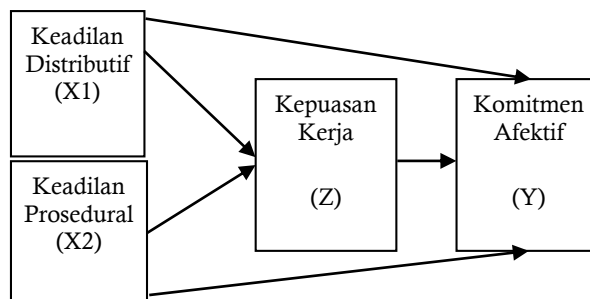 Keadilan
Distributif
(X1)
Keadilan
Prosedural
(X2)
Kepuasan
Kerja
(Z)
Komitmen
Afektif
(Y)